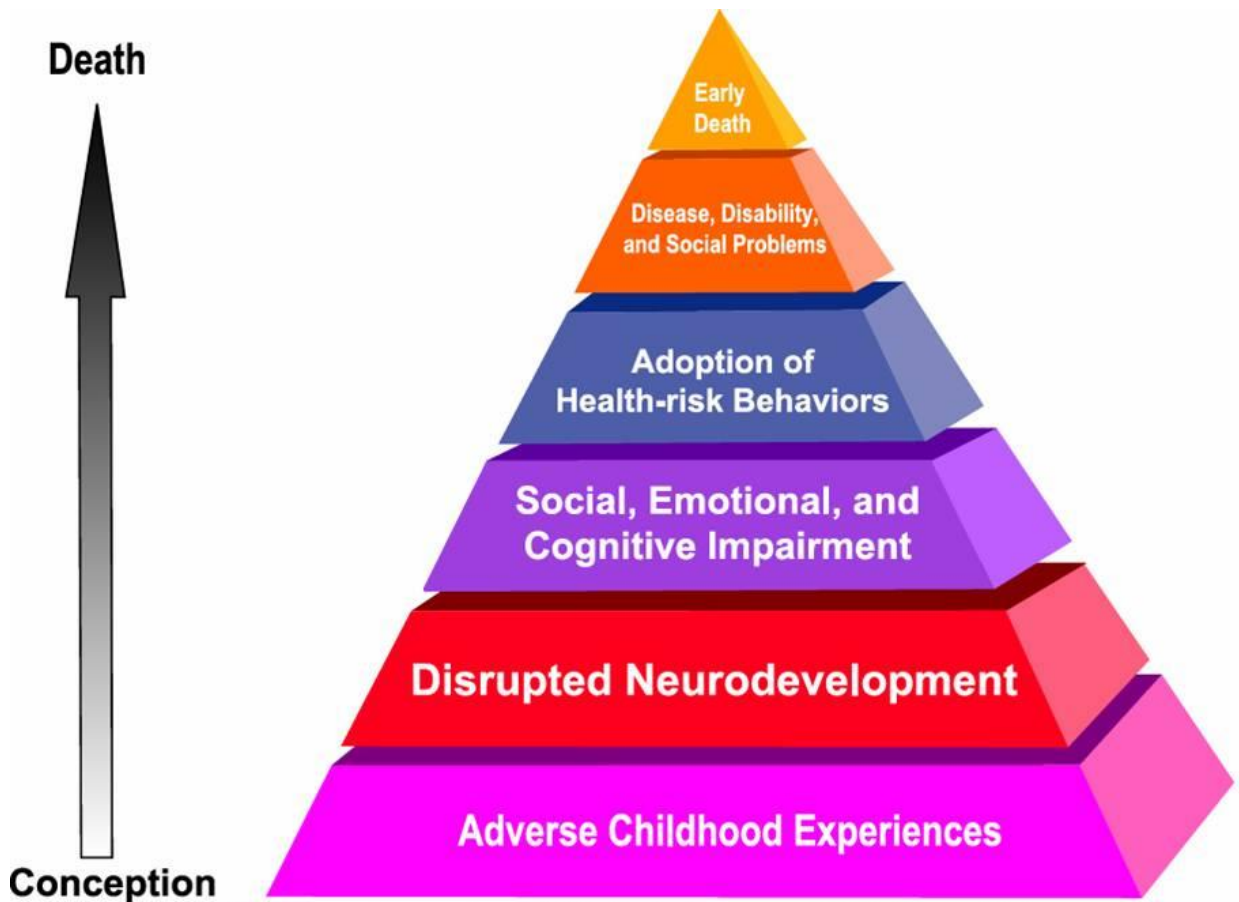 Death
Early
Death
Disease, Disability,
and Social Problems
Adoption of
Health-risk Behaviors
Social, Emotional, and
Cognitive Impairment
Disrupted Neurodevelopment
Adverse Childhood Experiences
Conception